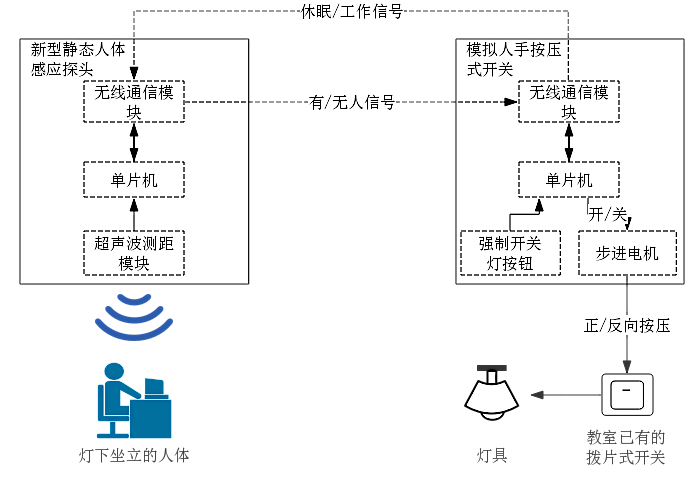 休眠/工作信号
新型静态人体
感应探头
模拟人手按压
式开关
无线通信模
块
有/无人信号
无线通信模
块
单片机
单片机
开/关
超声波测距
模块
强制开关
灯按钮
步进电机
正/反向按压
灯下坐立的人体
灯具
教室已有的
拨片式开关